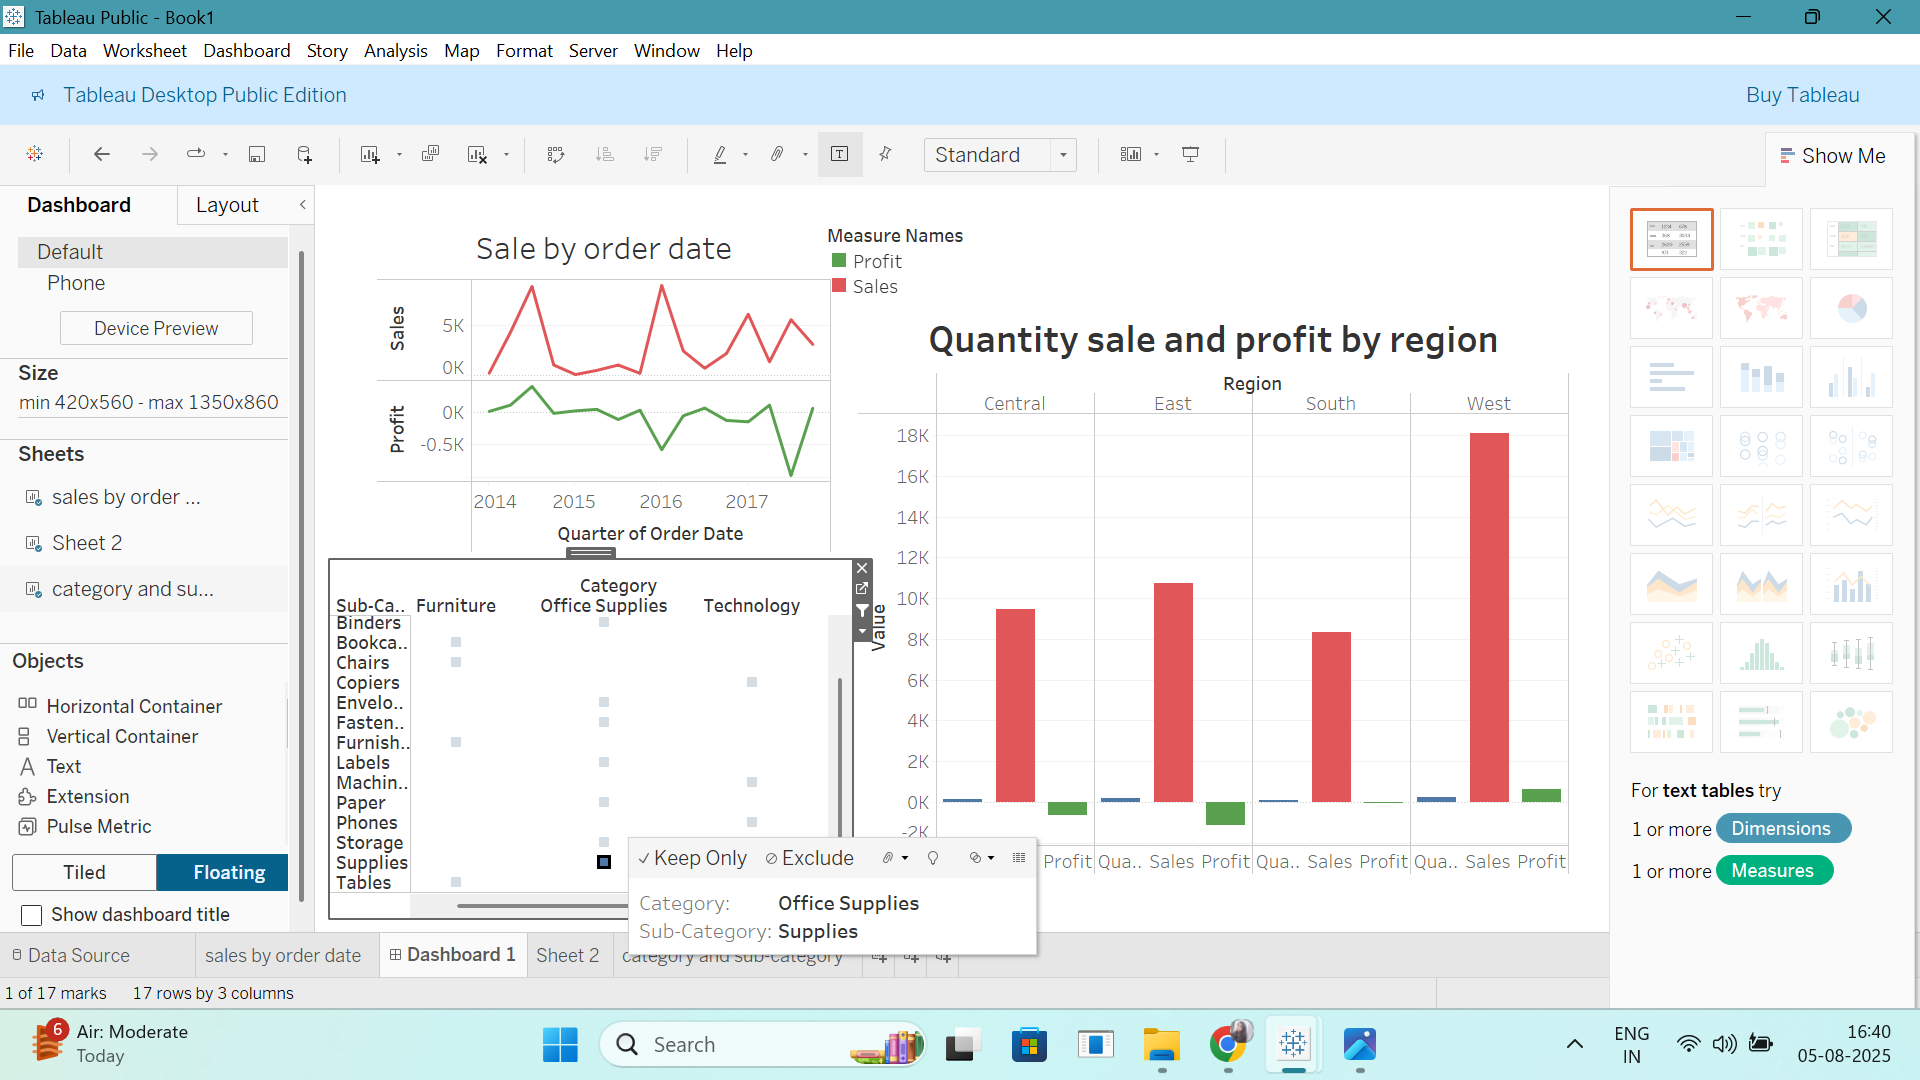 Tableau Public - Book1
File Data Worksheet Dashboard Story Analysis Map Format Server Window Help
Tableau Desktop Public Edition
Buy Tableau
Standard
Show Me
Dashboard
Layout
Default
Phone
Device Preview
Size
min 420x560 - max 1350x860
Sheets
sales by order ...
Sheet 2
category and su...
Objects
Horizontal Container
Vertical Container
Text
Extension
Pulse Metric
Tiled
Floating
Show dashboard title
Sale by order date
Sales
5K
0K
Profit
0K
-0.5K
2014 2015 2016 2017
Quarter of Order Date
Measure Names
Profit
Sales
Quantity sale and profit by region
Region
Central East South West
Value
18K
16K
14K
12K
10K
8K
6K
4K
2K
0K
-2K
Profit Qua.. Sales Profit Qua.. Sales Profit Qua.. Sales Profit
Category
Sub-Ca.. Furniture Office Supplies Technology
Binders
Bookca..
Chairs
Copiers
Envelo..
Fasten..
Furnish..
Labels
Machin..
Paper
Phones
Storage
Supplies
Tables
Keep Only Exclude
Category: Office Supplies
Sub-Category: Supplies
For text tables try
1 or more Dimensions
1 or more Measures
Data Source
sales by order date
Dashboard 1
Sheet 2
category and sub-category
1 of 17 marks 17 rows by 3 columns
6
Air: Moderate
Today
Search
ENG
IN
16:40
05-08-2025